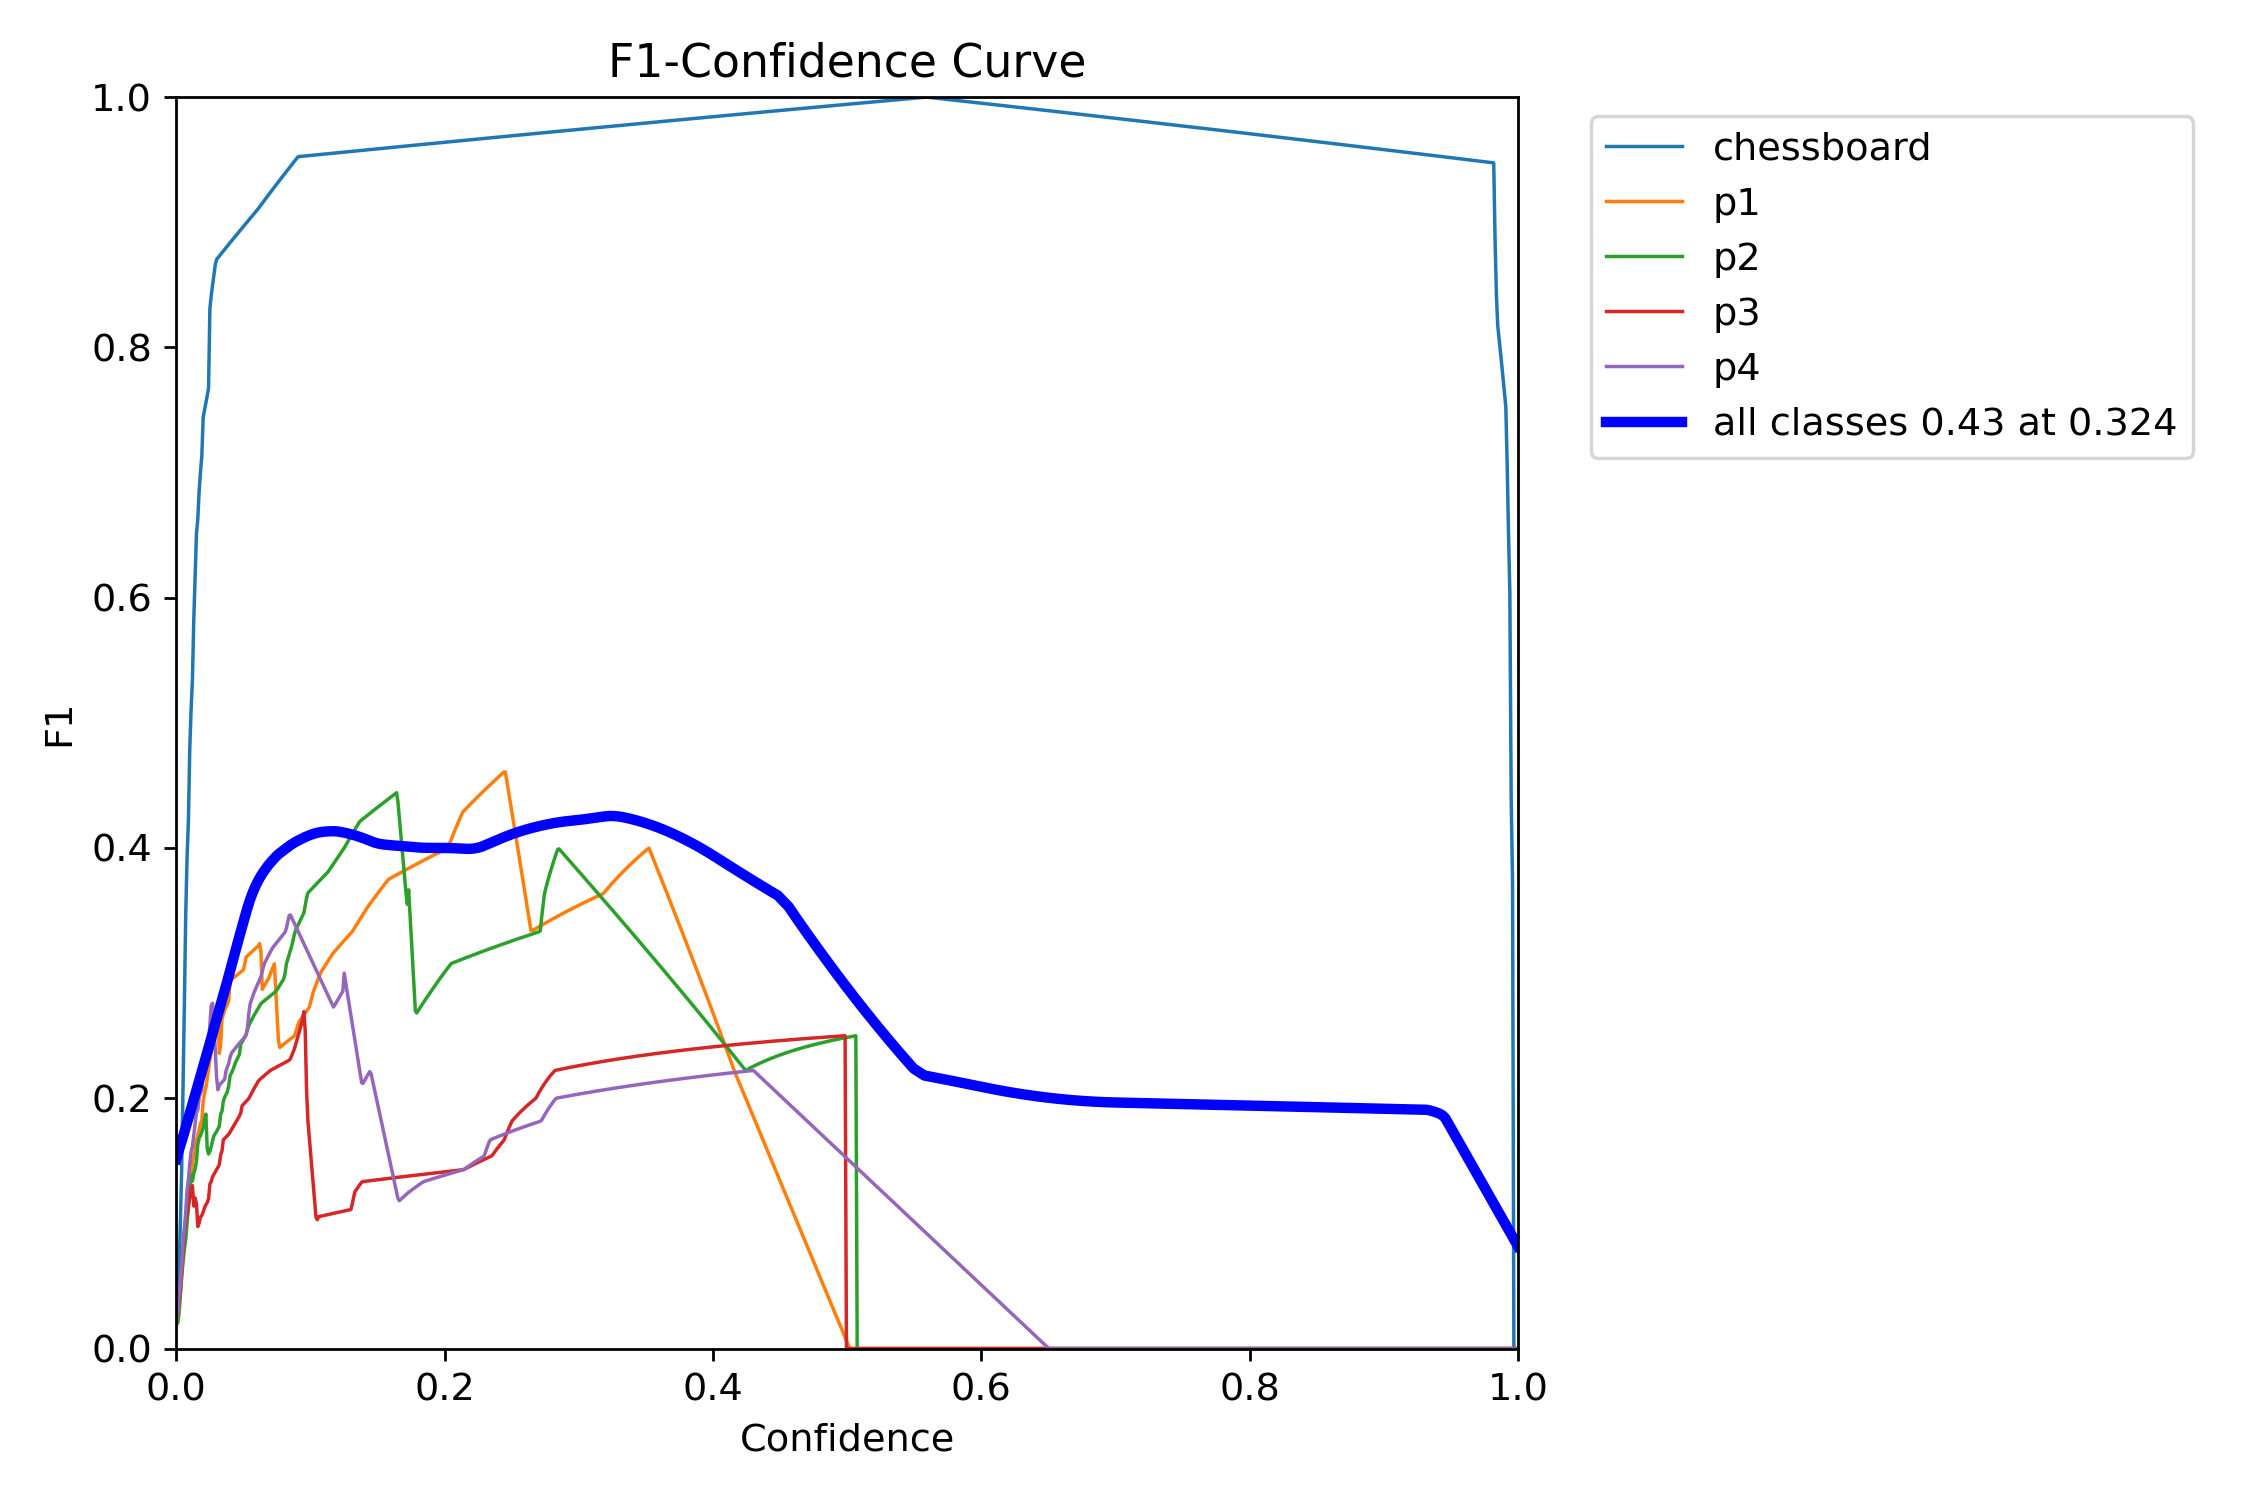 F1-Confidence Curve
1.0
0.8
0.6
0.4
0.2
0.0
F1
0.0 0.2 0.4 0.6 0.8 1.0
Confidence
chessboard
p1
p2
p3
p4
all classes 0.43 at 0.324